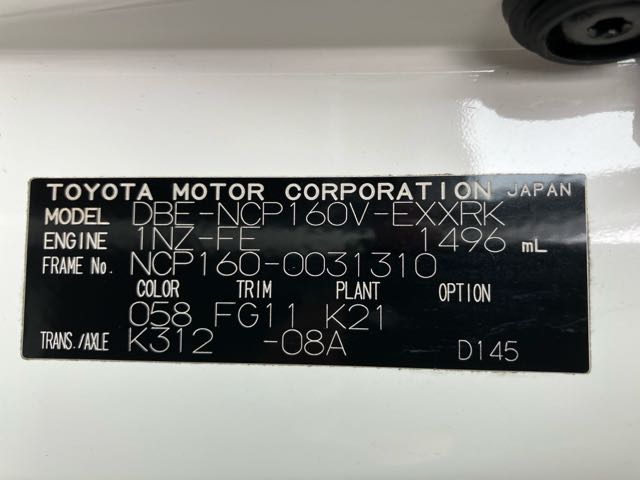 TOYOTA MOTOR CORPORATION JAPAN
MODEL DBE-NCP160V-EXXRK
ENGINE 1NZ-FE 1496 mL
FRAME No. NCP160-0031310
COLOR TRIM PLANT OPTION
058 FG11 K21
TRANS./AXLE K312 -08A D145